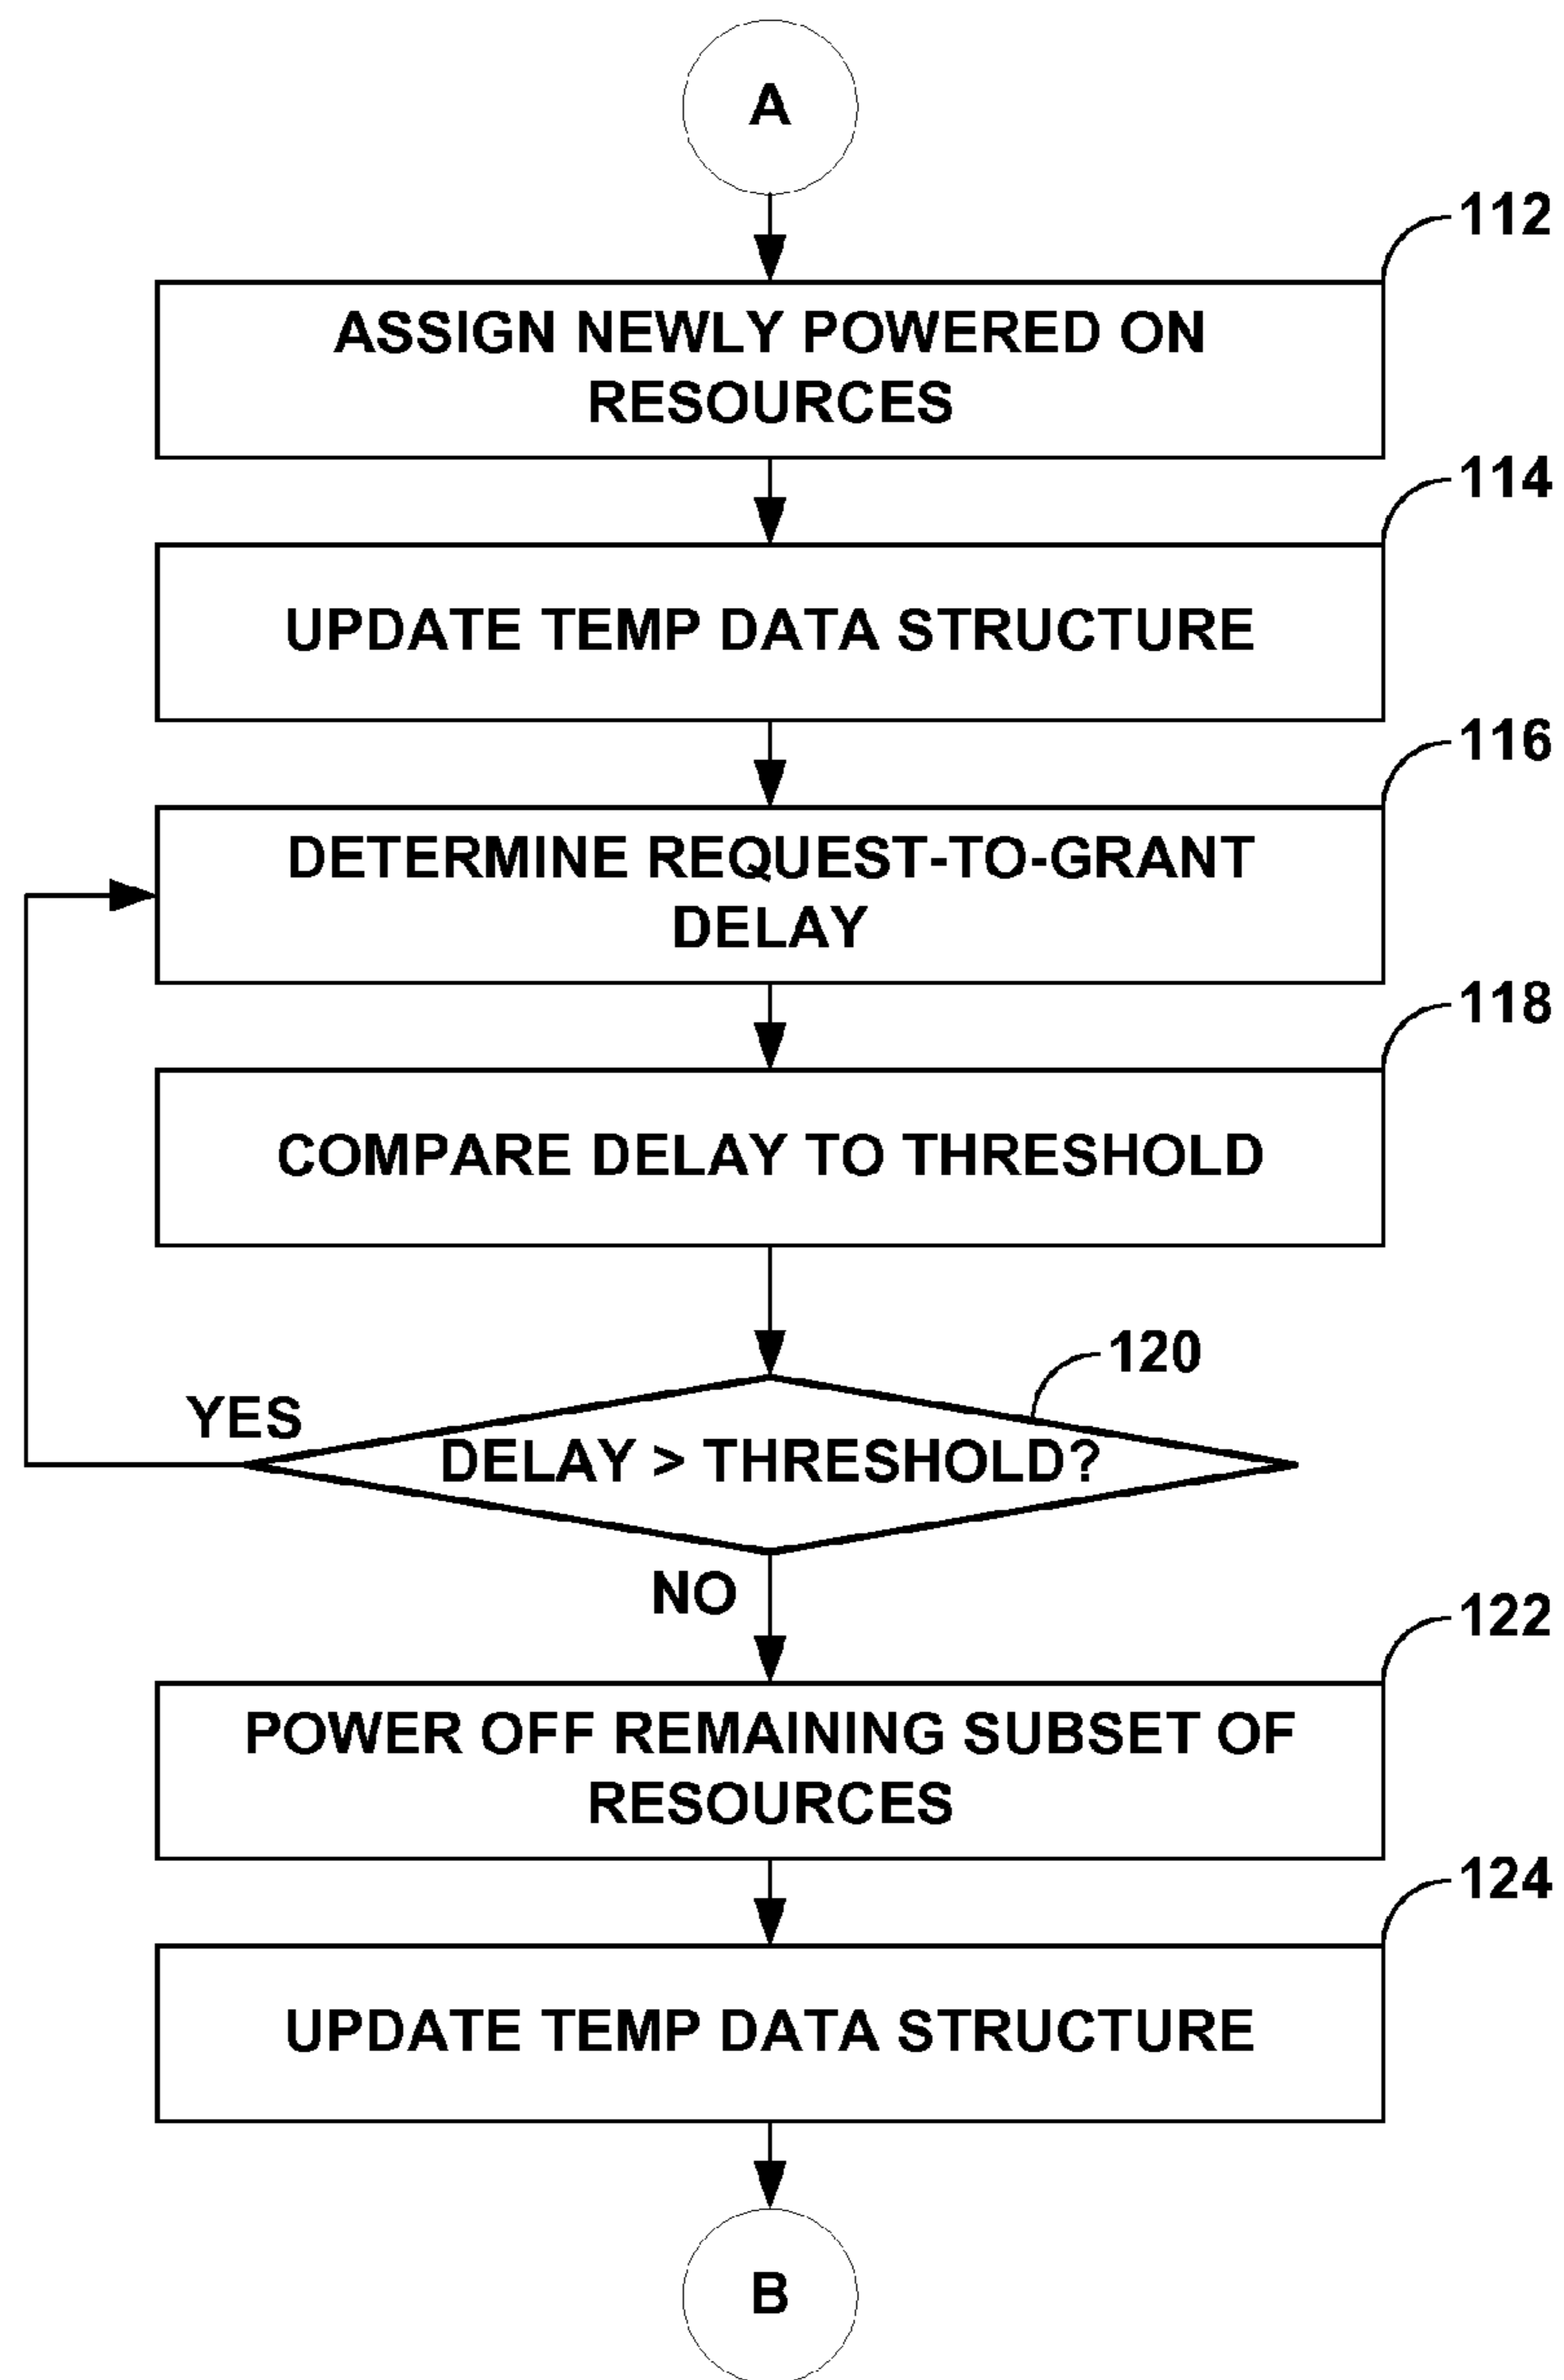 A
112
ASSIGN NEWLY POWERED ON
RESOURCES
114
UPDATE TEMP DATA STRUCTURE
116
DETERMINE REQUEST-TO-GRANT
DELAY
118
COMPARE DELAY TO THRESHOLD
120
YES
DELAY > THRESHOLD?
NO
122
POWER OFF REMAINING SUBSET OF
RESOURCES
124
UPDATE TEMP DATA STRUCTURE
B